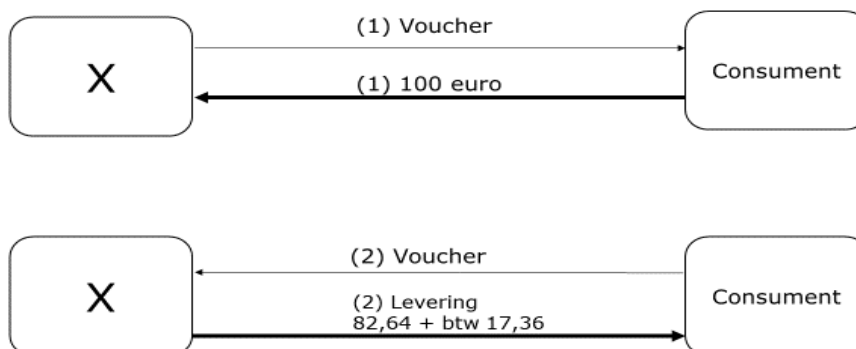 (1) Voucher
X
Consument
(1) 100 euro
(2) Voucher
X
Consument
(2) Levering
82,64 + btw 17,36